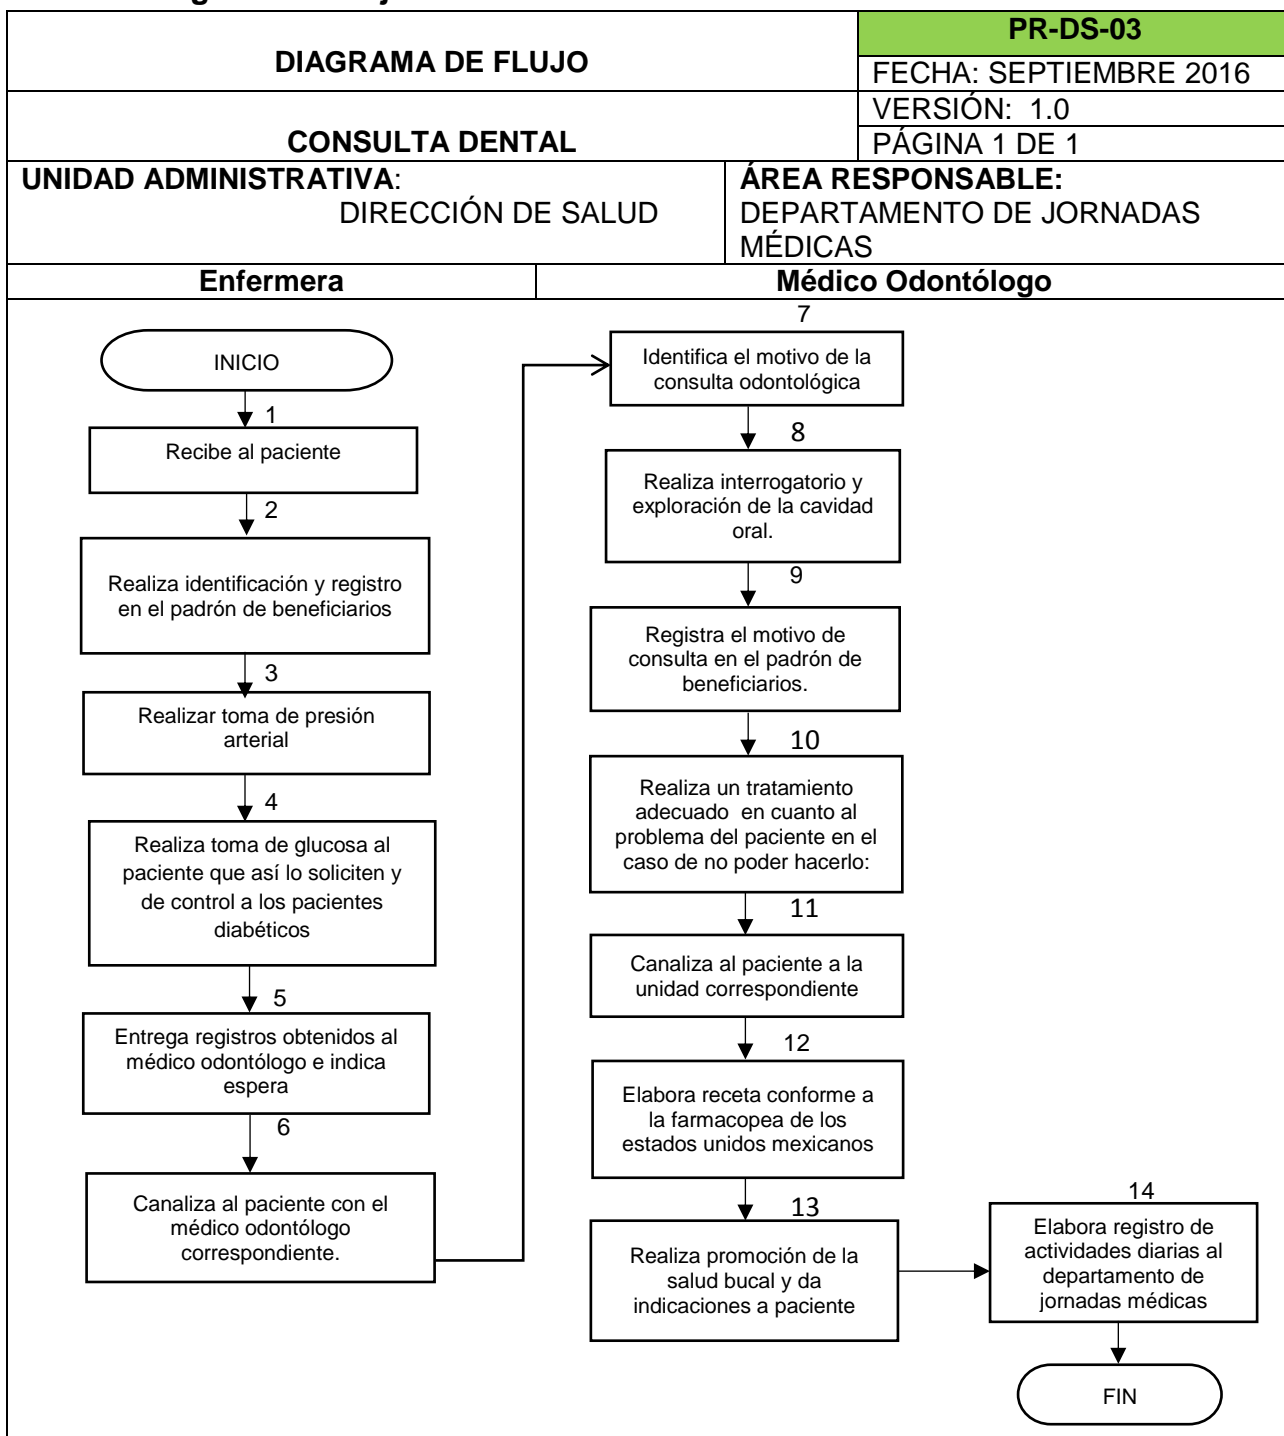 DIAGRAMA DE FLUJO
PR-DS-03
FECHA: SEPTIEMBRE 2016
CONSULTA DENTAL
VERSIÓN: 1.0
PÁGINA 1 DE 1
UNIDAD ADMINISTRATIVA:
DIRECCIÓN DE SALUD
ÁREA RESPONSABLE:
DEPARTAMENTO DE JORNADAS
MÉDICAS
Enfermera
Médico Odontólogo
INICIO
1
Recibe al paciente
2
Realiza identificación y registro
en el padrón de beneficiarios
3
Realizar toma de presión
arterial
4
Realiza toma de glucosa al
paciente que así lo soliciten y
de control a los pacientes
diabéticos
5
Entrega registros obtenidos al
médico odontólogo e indica
espera
6
Canaliza al paciente con el
médico odontólogo
correspondiente.
7
Identifica el motivo de la
consulta odontológica
8
Realiza interrogatorio y
exploración de la cavidad
oral.
9
Registra el motivo de
consulta en el padrón de
beneficiarios.
10
Realiza un tratamiento
adecuado en cuanto al
problema del paciente en el
caso de no poder hacerlo:
11
Canaliza al paciente a la
unidad correspondiente
12
Elabora receta conforme a
la farmacopea de los
estados unidos mexicanos
13
Realiza promoción de la
salud bucal y da
indicaciones a paciente
14
Elabora registro de
actividades diarias al
departamento de
jornadas médicas
FIN